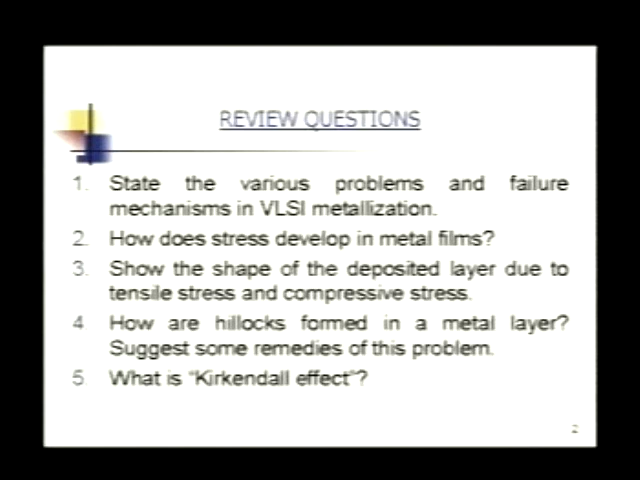 REVIEW QUESTIONS
1. State the various problems and failure
mechanisms in VLSI metallization.
2. How does stress develop in metal films?
3. Show the shape of the deposited layer due to
tensile stress and compressive stress.
4 How are hillocks formed in a metal layer?
Suggest some remedies of this problem.
5. What is "Kirkendall effect"?
2